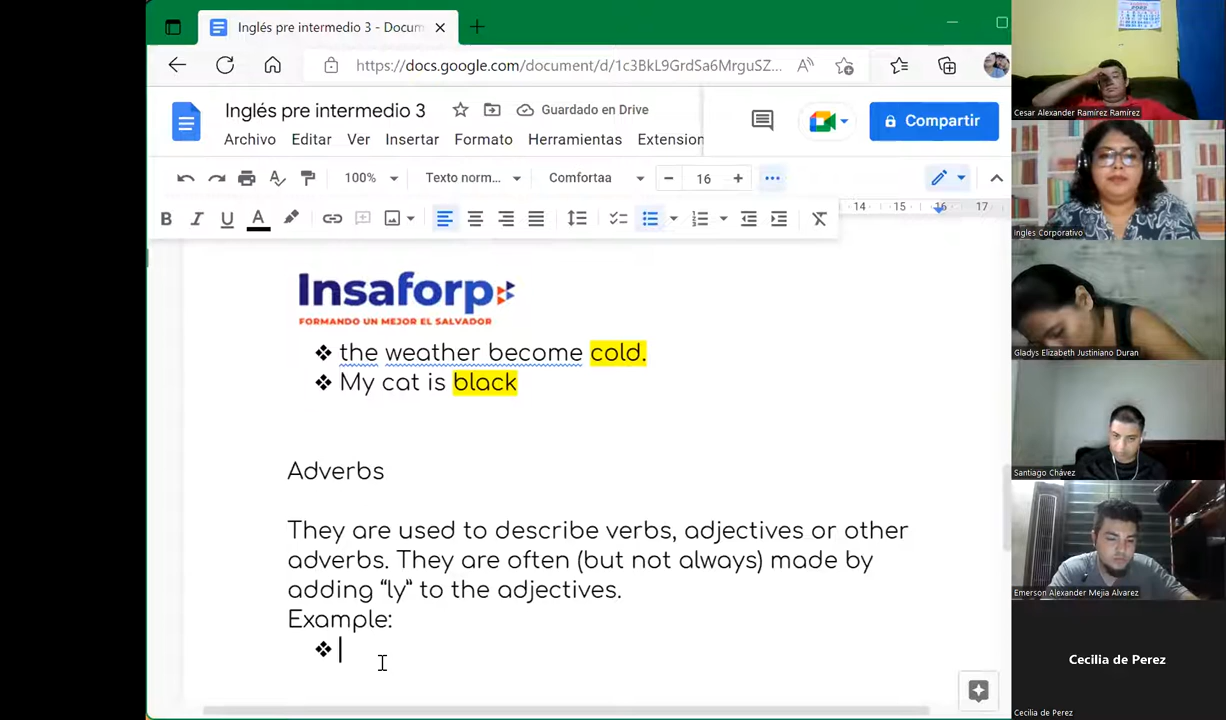 Inglés pre intermedio 3 - Docum
https://docs.google.com/document/d/1c3BkL9GrdSa6MrguSZ...
Inglés pre intermedio 3
Guardado en Drive
Compartir
Archivo Editar Ver Insertar Formato Herramientas Extension
100% Texto norm... Comfortaa 16
14 15 16 17
Insaforp
FORMANDO UN MEJOR EL SALVADOR
❖ the weather become cold.
❖ My cat is black
Adverbs
They are used to describe verbs, adjectives or other
adverbs. They are often (but not always) made by
adding “ly” to the adjectives.
Example:
❖
Cesar Alexander Ramírez Ramírez
Ingles Corporativo
Gladys Elizabeth Justiniano Duran
Santiago Chávez
Emerson Alexander Mejia Alvarez
Cecilia de Perez
Cecilia de Perez